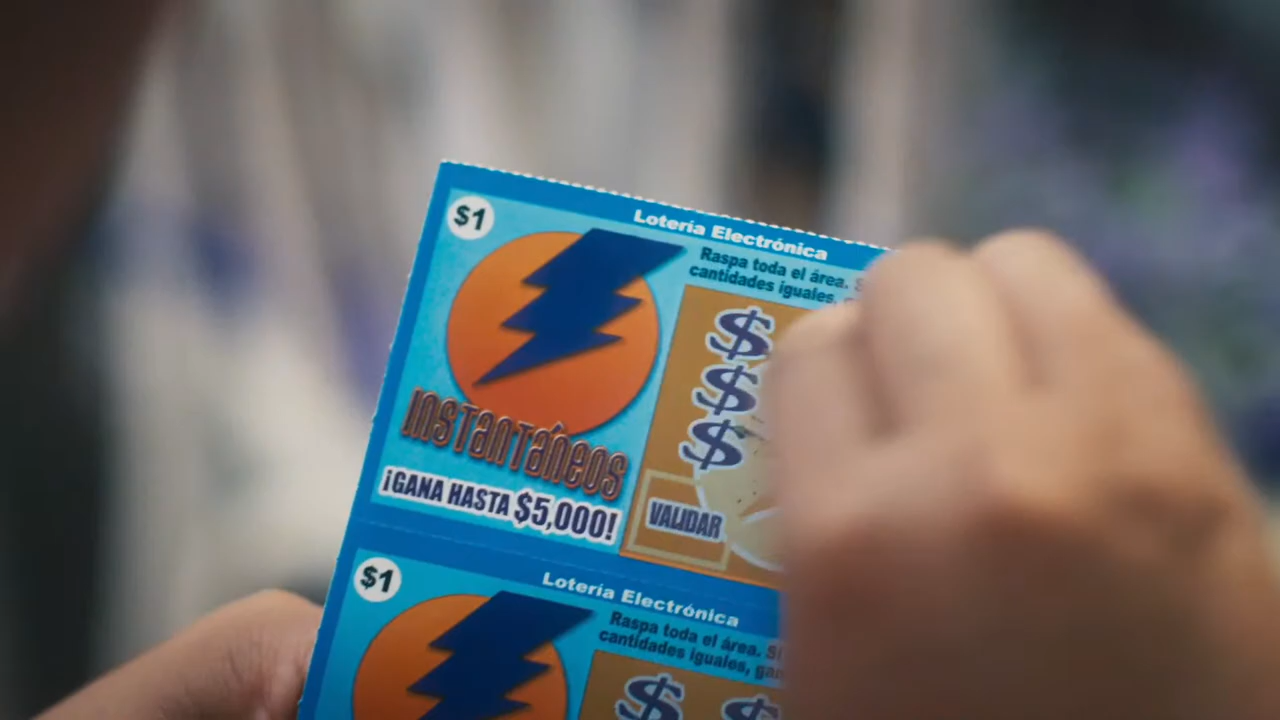 $1
Lotería Electrónica
Raspa toda el área.
cantidades iguales,
$
$
$
INSTANTÁNEOS
¡GANA HASTA $5,000!
VALIDAR
$1
Lotería Electrónica
Raspa toda el área.
cantidades iguales,
$ $